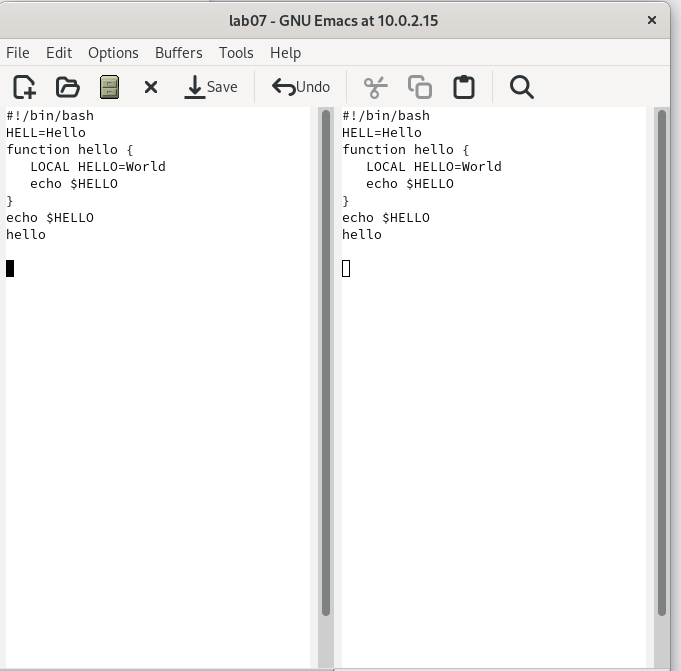 lab07 - GNU Emacs at 10.0.2.15
File Edit Options Buffers Tools Help
Save Undo
#!/bin/bash
HELL=Hello
function hello {
   LOCAL HELLO=World
   echo $HELLO
}
echo $HELLO
hello
#!/bin/bash
HELL=Hello
function hello {
   LOCAL HELLO=World
   echo $HELLO
}
echo $HELLO
hello